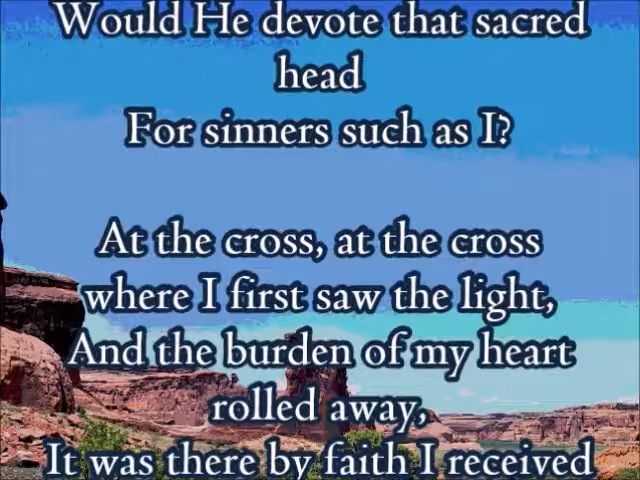 Would He devote that sacred
head
For sinners such as I?
At the cross, at the cross
where I first saw the light,
And the burden of my heart
rolled away,
It was there by faith I received